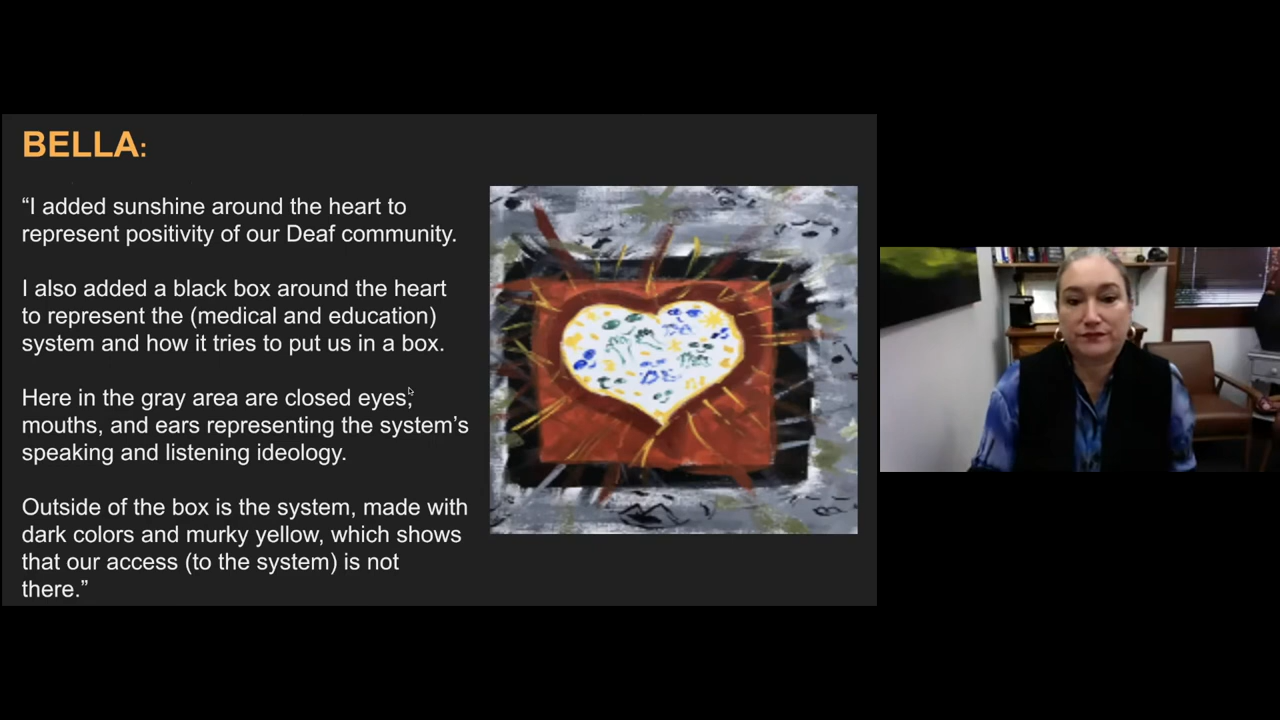 BELLA:
“I added sunshine around the heart to
represent positivity of our Deaf community.
I also added a black box around the heart
to represent the (medical and education)
system and how it tries to put us in a box.
Here in the gray area are closed eyes,
mouths, and ears representing the system’s
speaking and listening ideology.
Outside of the box is the system, made with
dark colors and murky yellow, which shows
that our access (to the system) is not
there.”